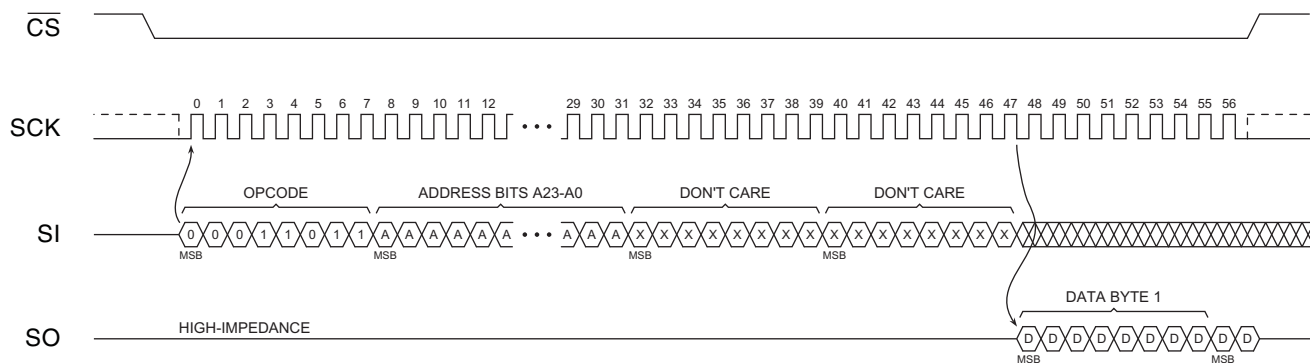 CS
0 1 2 3 4 5 6 7 8 9 10 11 12 29 30 31 32 33 34 35 36 37 38 39 40 41 42 43 44 45 46 47 48 49 50 51 52 53 54 55 56
SCK
OPCODE ADDRESS BITS A23-A0 DON'T CARE DON'T CARE
SI 0 0 0 1 1 0 1 1 A A A A A A A A A X X X X X X X X X X X X X X X X
MSB MSB MSB MSB
DATA BYTE 1
HIGH-IMPEDANCE
SO D D D D D D D D D D
MSB MSB